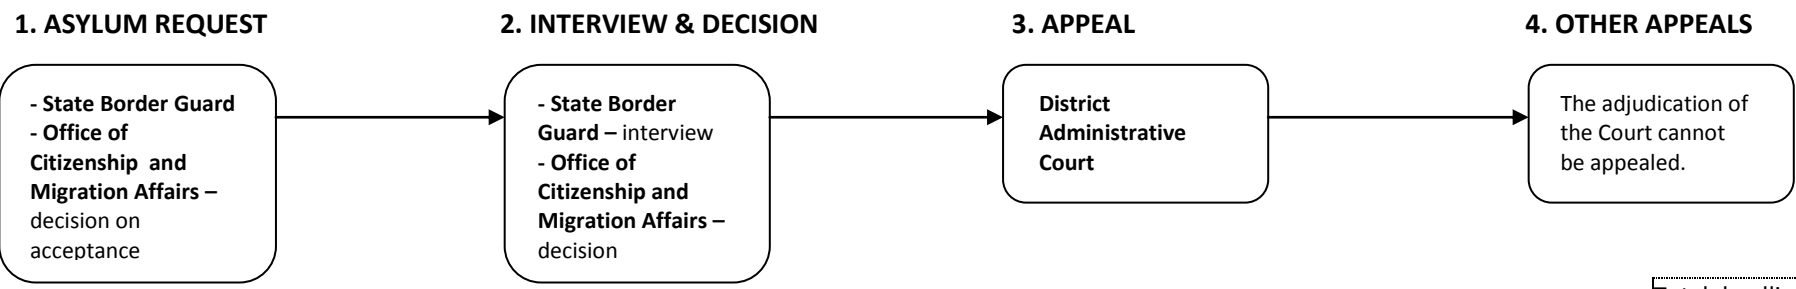 1. ASYLUM REQUEST
2. INTERVIEW & DECISION
3. APPEAL
4. OTHER APPEALS
- State Border Guard
- Office of
Citizenship and
Migration Affairs –
decision on
acceptance
- State Border
Guard – interview
- Office of
Citizenship and
Migration Affairs –
decision
District
Administrative
Court
The adjudication of
the Court cannot
be appealed.